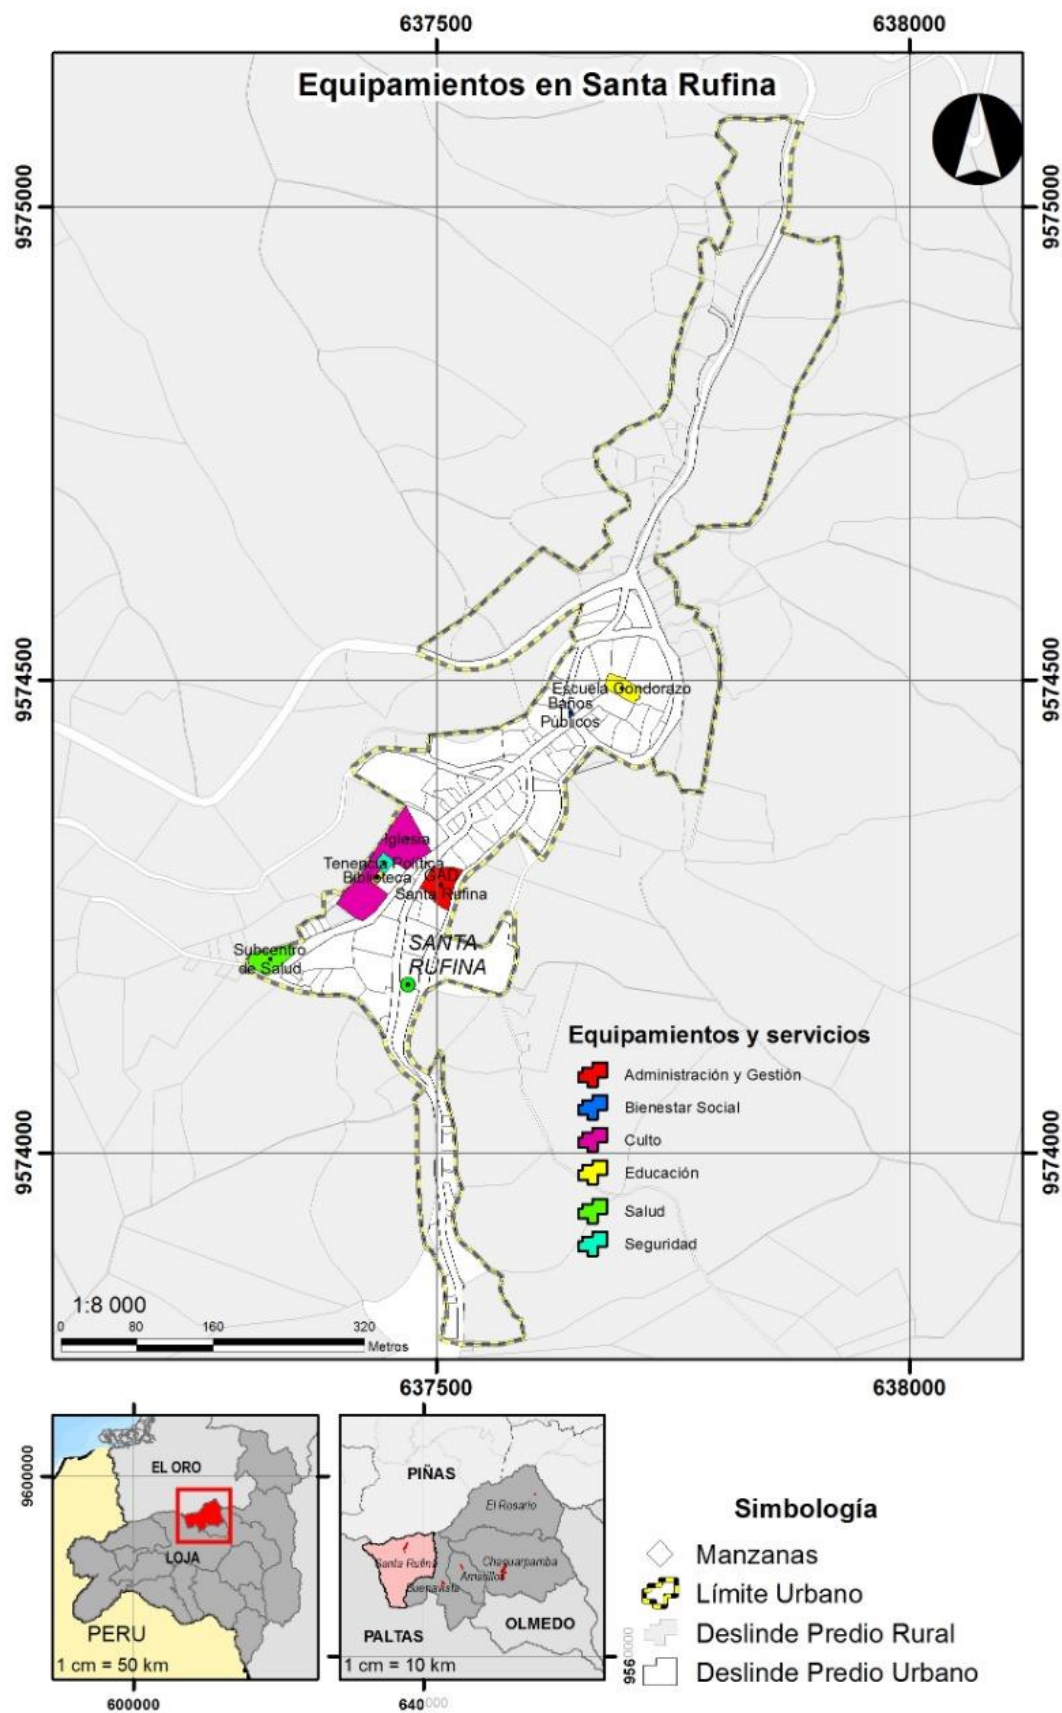 637500
638000
Equipamientos en Santa Rufina
9575000
9575000
9574500
9574500
Escuela Gondorazo
Baños
Públicos
Iglesia
Tenencia Política
Biblioteca
GAD
Santa Rufina
Subcentro
de Salud
SANTA
RUFINA
Equipamientos y servicios
Administración y Gestión
Bienestar Social
Culto
Educación
Salud
Seguridad
9574000
9574000
1:8 000
0 80 160 320
Metros
637500
638000
9600000
EL ORO
LOJA
PERU
1 cm = 50 km
600000
PIÑAS
El Rosario
Santa Rufina
Chaguarpamba
Amarillos
Buenavista
OLMEDO
PALTAS
1 cm = 10 km
640000
9560000
Simbología
Manzanas
Límite Urbano
Deslinde Predio Rural
Deslinde Predio Urbano